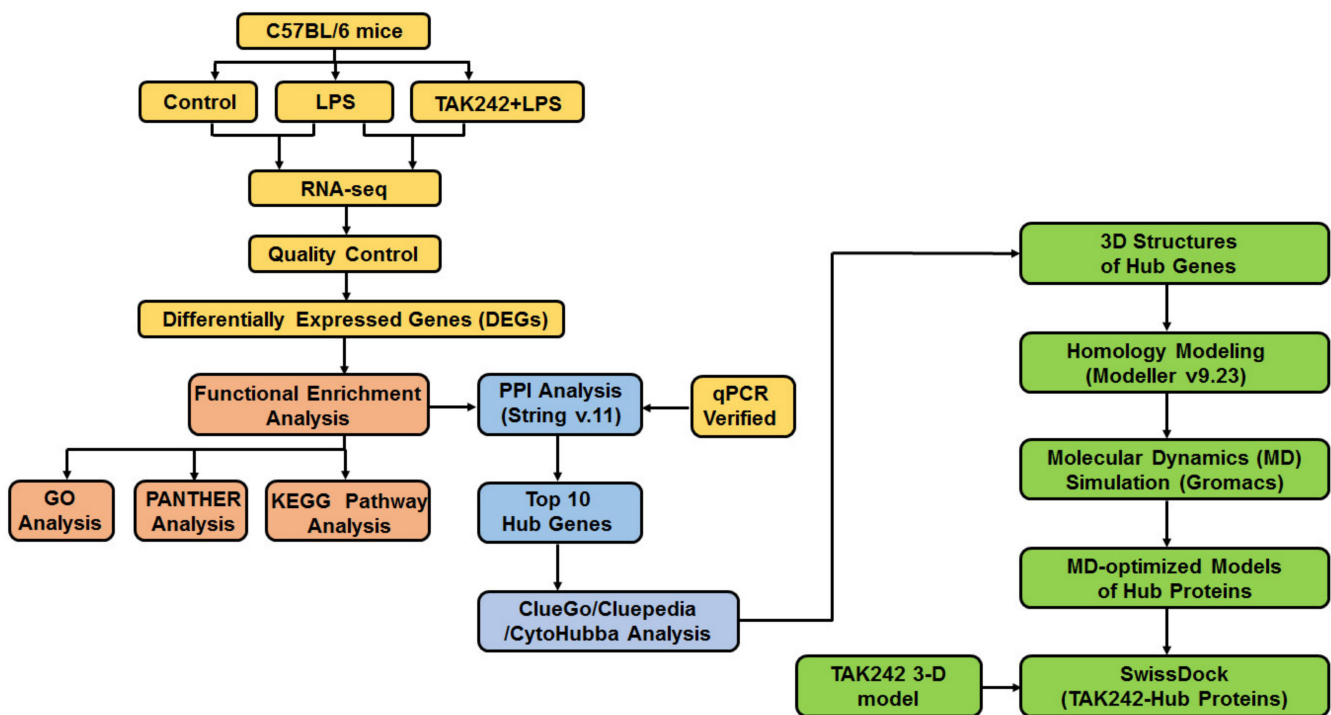 C57BL/6 mice
Control
LPS
TAK242+LPS
RNA-seq
Quality Control
Differentially Expressed Genes (DEGs)
Functional Enrichment
Analysis
PPI Analysis
(String v.11)
qPCR
Verified
GO
Analysis
PANTHER
Analysis
KEGG Pathway
Analysis
Top 10
Hub Genes
ClueGo/Cluepedia
/CytoHubba Analysis
3D Structures
of Hub Genes
Homology Modeling
(Modeller v9.23)
Molecular Dynamics (MD)
Simulation (Gromacs)
MD-optimized Models
of Hub Proteins
TAK242 3-D
model
SwissDock
(TAK242-Hub Proteins)